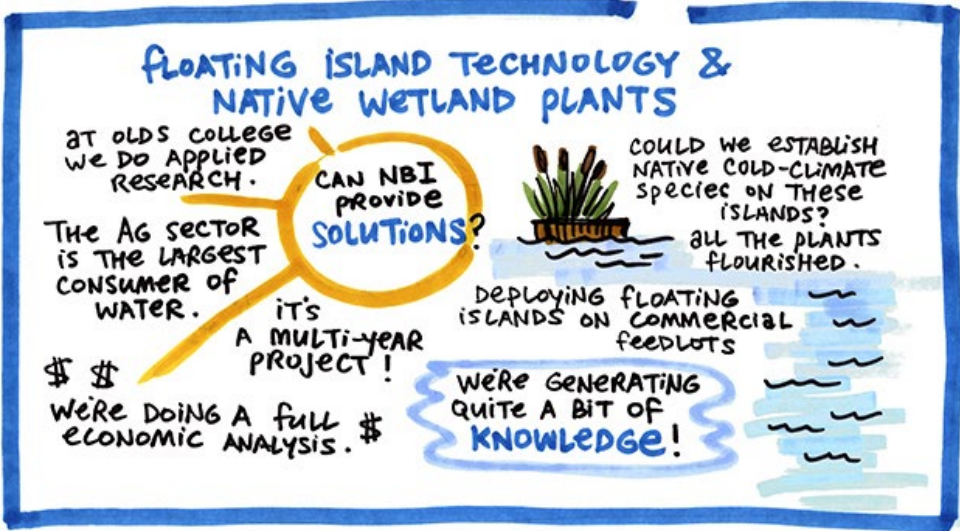 FLOATING ISLAND TECHNOLOGY &
NATIVE WETLAND PLANTS
AT OLDS COLLEGE
WE DO APPLIED
RESEARCH.
THE AG SECTOR
IS THE LARGEST
CONSUMER OF
WATER.
CAN NBI
PROVIDE
SOLUTIONS?
IT'S
A MULTI-YEAR
PROJECT!
$ $
WE'RE DOING A FULL
ECONOMIC ANALYSIS. $
COULD WE ESTABLISH
NATIVE COLD-CLIMATE
SPECIES ON THESE
ISLANDS?
ALL THE PLANTS
FLOURISHED.
DEPLOYING FLOATING
ISLANDS ON COMMERCIAL
FEEDLOTS
WE'RE GENERATING
QUITE A BIT OF
KNOWLEDGE!